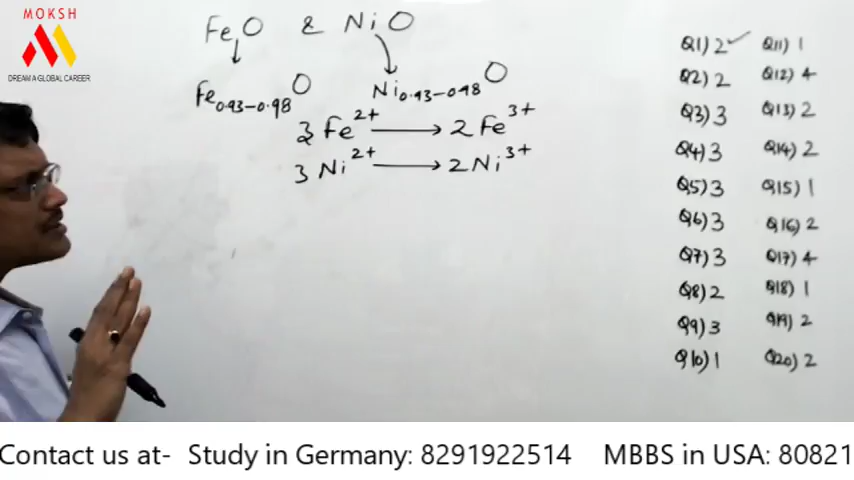 MOKSH
DREAM A GLOBAL CAREER
Fe1O & NiO
Fe0.93-0.98O Ni0.93-0.98O
3Fe2+ → 2Fe3+
3Ni2+ → 2Ni3+
Q1) 2 ✓ Q11) 1
Q2) 2 Q12) 4
Q3) 3 Q13) 2
Q4) 3 Q14) 2
Q5) 3 Q15) 1
Q6) 3 Q16) 2
Q7) 3 Q17) 4
Q8) 2 Q18) 1
Q9) 3 Q19) 2
Q10) 1 Q20) 2
Contact us at- Study in Germany: 8291922514 MBBS in USA: 80821